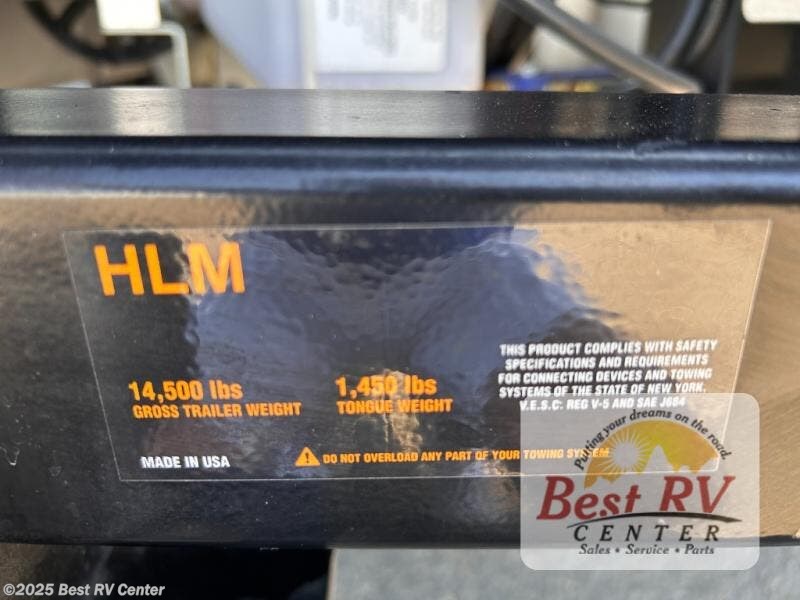 HLM
14,500 lbs
GROSS TRAILER WEIGHT
1,450 lbs
TONGUE WEIGHT
THIS PRODUCT COMPLIES WITH SAFETY
SPECIFICATIONS AND REQUIREMENTS
FOR CONNECTING DEVICES AND TOWING
SYSTEMS OF THE STATE OF NEW YORK.
V.E.S.C. REG V-5 AND SAE J684
MADE IN USA
DO NOT OVERLOAD ANY PART OF YOUR TOWING SYSTEM
Putting your dreams on the road.
Best RV
CENTER
Sales • Service • Parts
©2025 Best RV Center